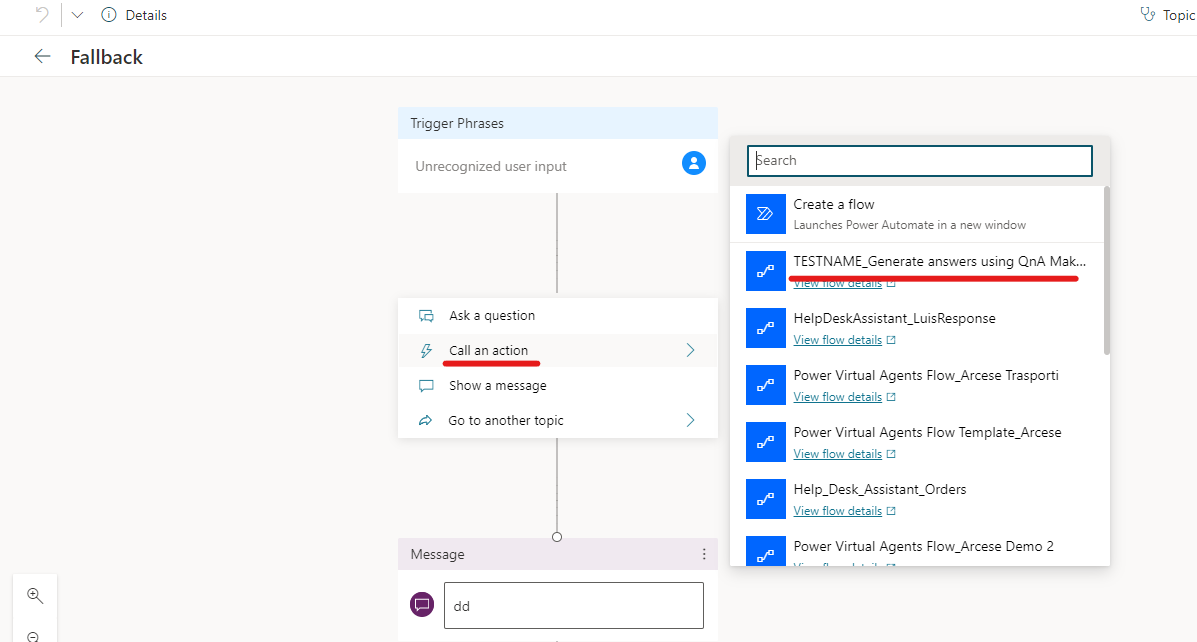 Details
Topic
Fallback
Trigger Phrases
Unrecognized user input
Ask a question
Call an action
Show a message
Go to another topic
Message
dd
Search
Create a flow
Launches Power Automate in a new window
TESTNAME_Generate answers using QnA Mak...
View flow details
HelpDeskAssistant_LuisResponse
View flow details
Power Virtual Agents Flow_Arcese Trasporti
View flow details
Power Virtual Agents Flow Template_Arcese
View flow details
Help_Desk_Assistant_Orders
View flow details
Power Virtual Agents Flow_Arcese Demo 2
View flow details